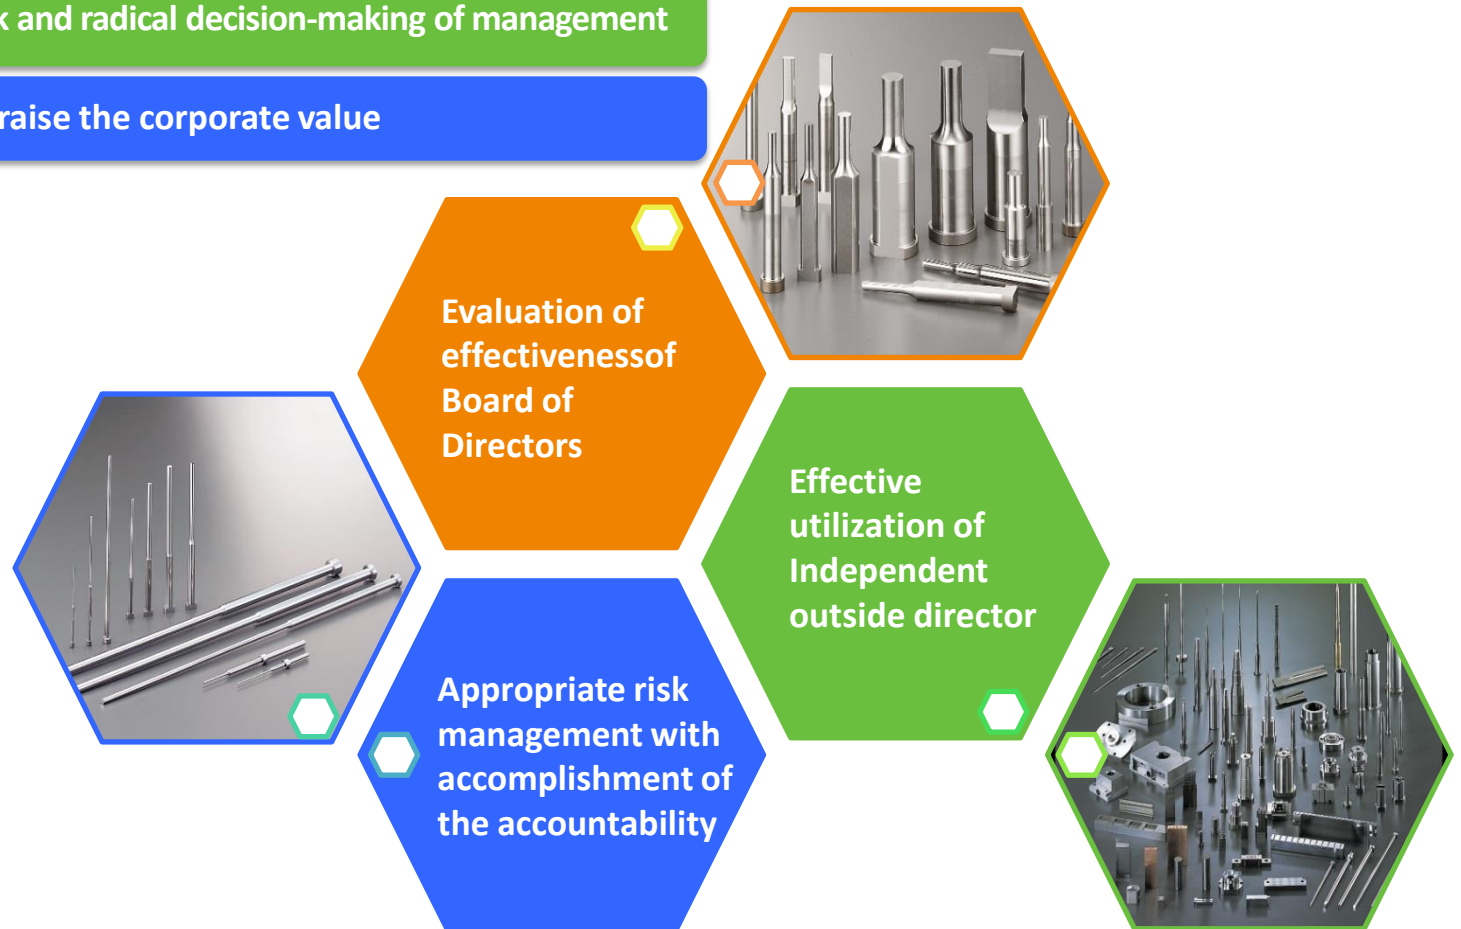 and radical decision-making of management
raise the corporate value
Evaluation of
effectivenessof
Board of
Directors
Effective
utilization of
Independent
outside director
Appropriate risk
management with
accomplishment of
the accountability